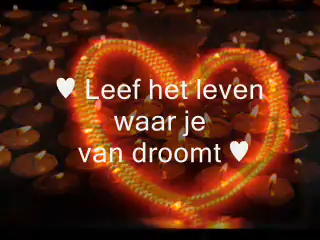 ♥ Leef het leven
waar je
van droomt ♥